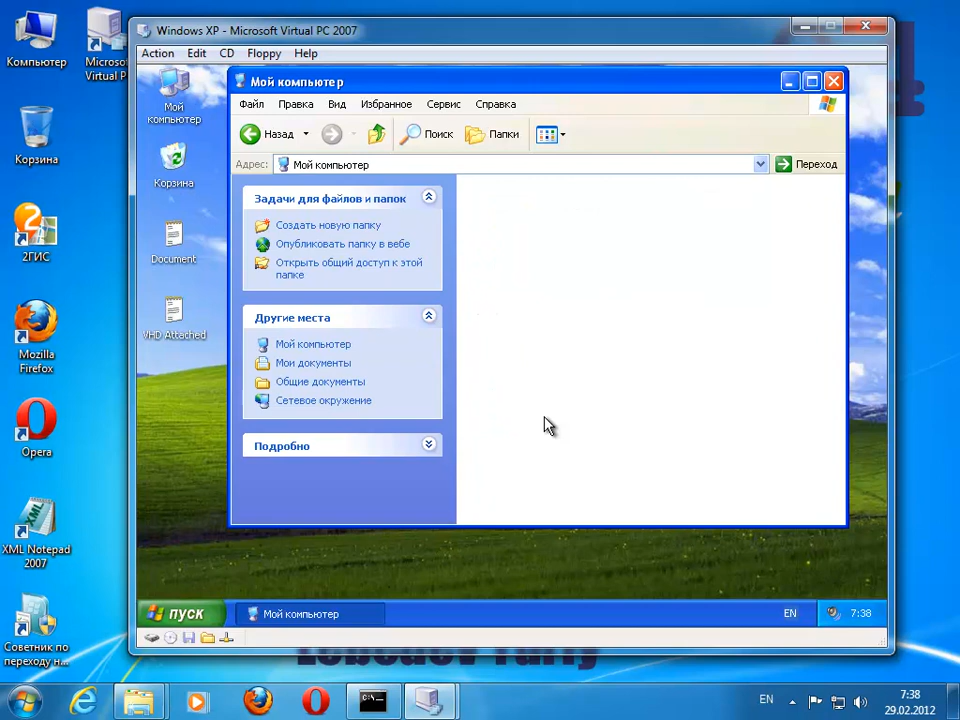 Компьютер
Microsoft
Virtual P
Корзина
2ГИС
Mozilla
Firefox
Opera
XML Notepad
2007
Советник по
переходу н...
Windows XP - Microsoft Virtual PC 2007
Action Edit CD Floppy Help
Мой
компьютер
Корзина
Document
VHD Attached
Мой компьютер
Файл Правка Вид Избранное Сервис Справка
Назад Поиск Папки
Адрес: Мой компьютер Переход
Задачи для файлов и папок
Создать новую папку
Опубликовать папку в вебе
Открыть общий доступ к этой
папке
Другие места
Мой компьютер
Мои документы
Общие документы
Сетевое окружение
Подробно
пуск Мой компьютер EN 7:38
EN 7:38
29.02.2012